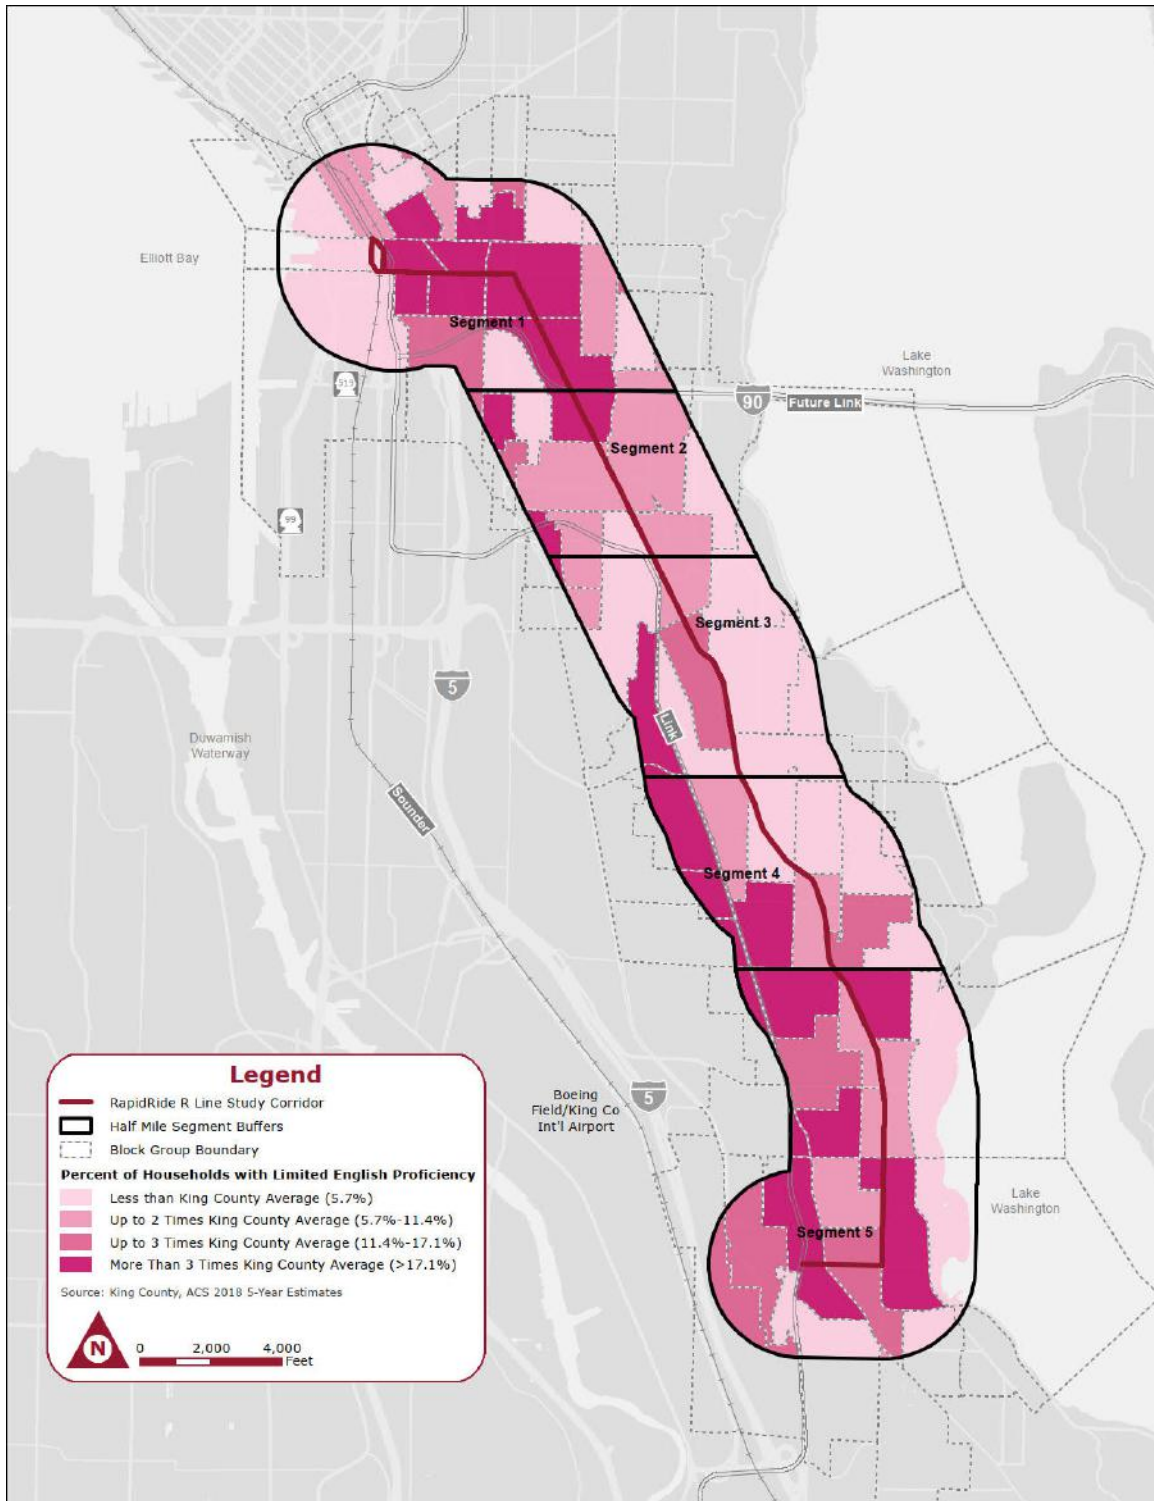 Elliott Bay
Segment 1
Lake
Washington
519
90
Future Link
Segment 2
99
Segment 3
5
Link
Duwamish
Waterway
Sounder
Segment 4
Boeing
Field/King Co
Int'l Airport
5
Lake
Washington
Segment 5
Legend
RapidRide R Line Study Corridor
Half Mile Segment Buffers
Block Group Boundary
Percent of Households with Limited English Proficiency
Less than King County Average (5.7%)
Up to 2 Times King County Average (5.7%-11.4%)
Up to 3 Times King County Average (11.4%-17.1%)
More Than 3 Times King County Average (>17.1%)
Source: King County, ACS 2018 5-Year Estimates
N
0 2,000 4,000
Feet